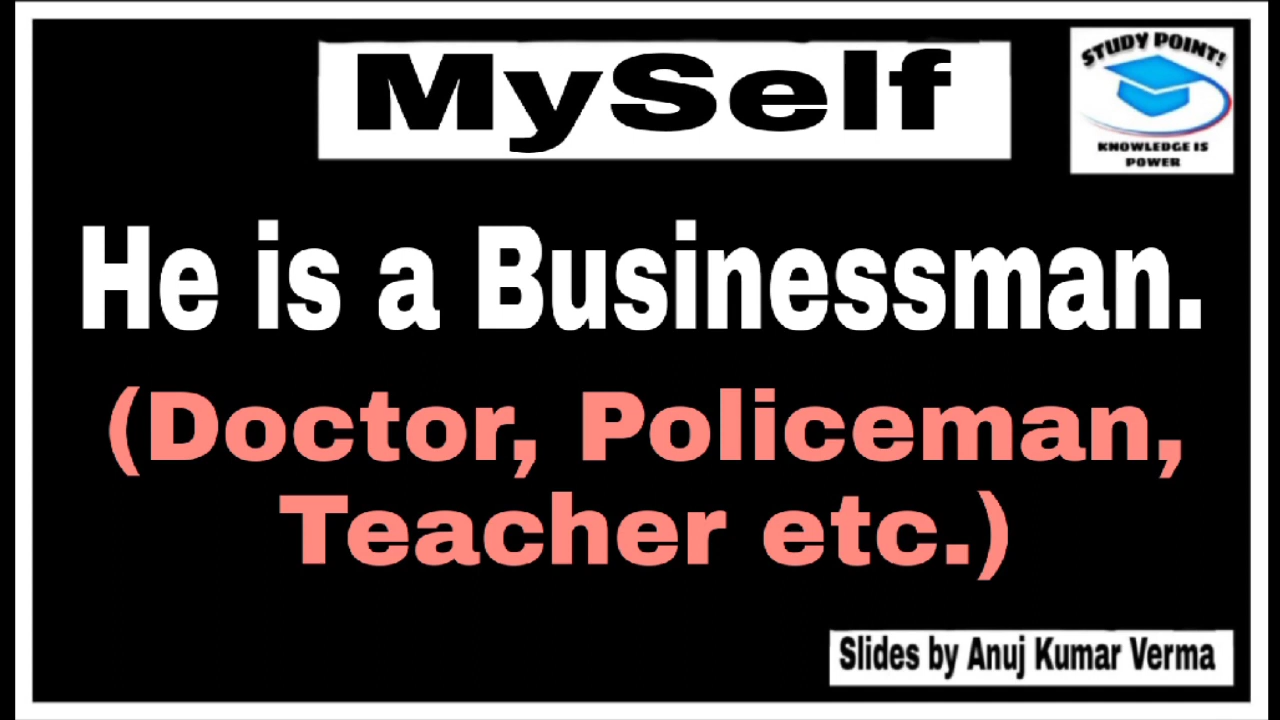 MySelf
STUDY POINT!
KNOWLEDGE IS
POWER
He is a Businessman.
(Doctor, Policeman,
Teacher etc.)
Slides by Anuj Kumar Verma